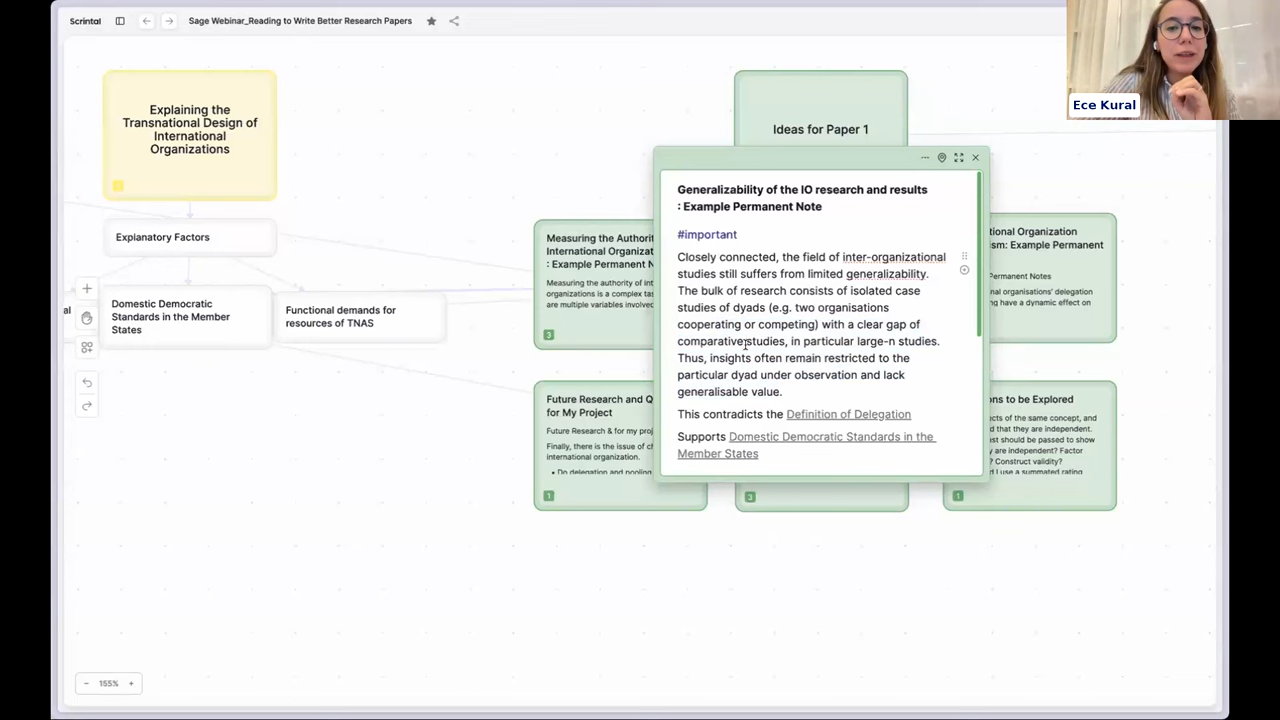 Scrintal
Sage Webinar_Reading to Write Better Research Papers
Ece Kural
Explaining the
Transnational Design of
International
Organizations
Explanatory Factors
al
Domestic Democratic
Standards in the Member
States
Functional demands for
resources of TNAS
Ideas for Paper 1
Measuring the Authorit
International Organizat
: Example Permanent N
Measuring the authority of int
organizations is a complex tas
are multiple variables involved
3
Generalizability of the IO research and results
: Example Permanent Note
#important
Closely connected, the field of inter-organizational
studies still suffers from limited generalizability.
The bulk of research consists of isolated case
studies of dyads (e.g. two organisations
cooperating or competing) with a clear gap of
comparative studies, in particular large-n studies.
Thus, insights often remain restricted to the
particular dyad under observation and lack
generalisable value.
This contradicts the Definition of Delegation
Supports Domestic Democratic Standards in the
Member States
tional Organization
sm: Example Permanent
Permanent Notes
al organisations' delegation
g have a dynamic effect on
Future Research and Q
for My Project
Future Research & for my proj
Finally, there is the issue of ch
international organization.
• Do delegation and pooling
1
3
ons to be Explored
cts of the same concept, and
d that they are independent.
st should be passed to show
? Factor
? Construct validity?
I use a summated rating
1
− 155% +